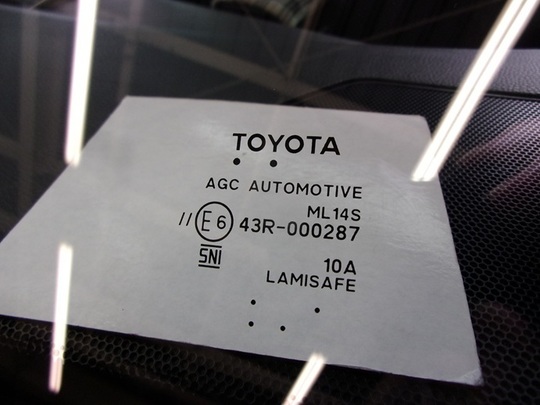 TOYOTA
AGC AUTOMOTIVE
ML14S
// E6 43R-000287
SNI
10A
LAMISAFE